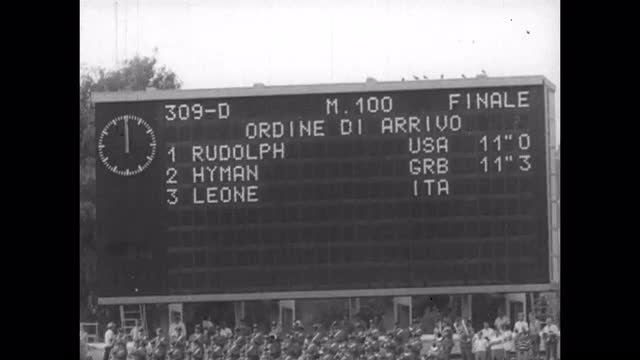 309-D M.100 FINALE
ORDINE DI ARRIVO
1 RUDOLPH USA 11"0
2 HYMAN GRB 11"3
3 LEONE ITA